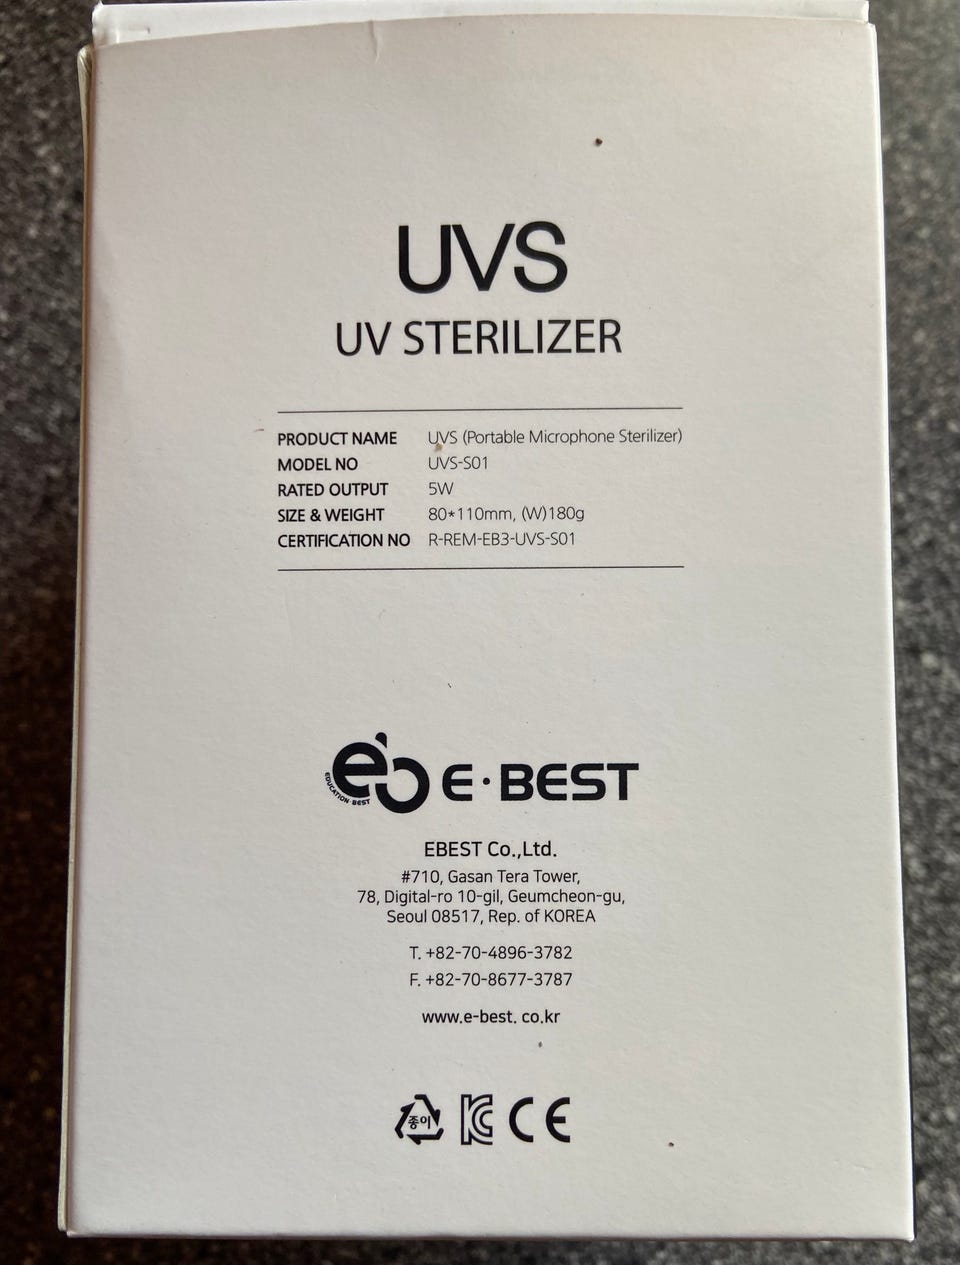 UVS
UV STERILIZER
PRODUCT NAME UVS (Portable Microphone Sterilizer)
MODEL NO UVS-S01
RATED OUTPUT 5W
SIZE & WEIGHT 80*110mm, (W)180g
CERTIFICATION NO R-REM-EB3-UVS-S01
eb E·BEST
EDUCATION BEST
EBEST Co.,Ltd.
#710, Gasan Tera Tower,
78, Digital-ro 10-gil, Geumcheon-gu,
Seoul 08517, Rep. of KOREA
T. +82-70-4896-3782
F. +82-70-8677-3787
www.e-best. co.kr
종이 KC CE